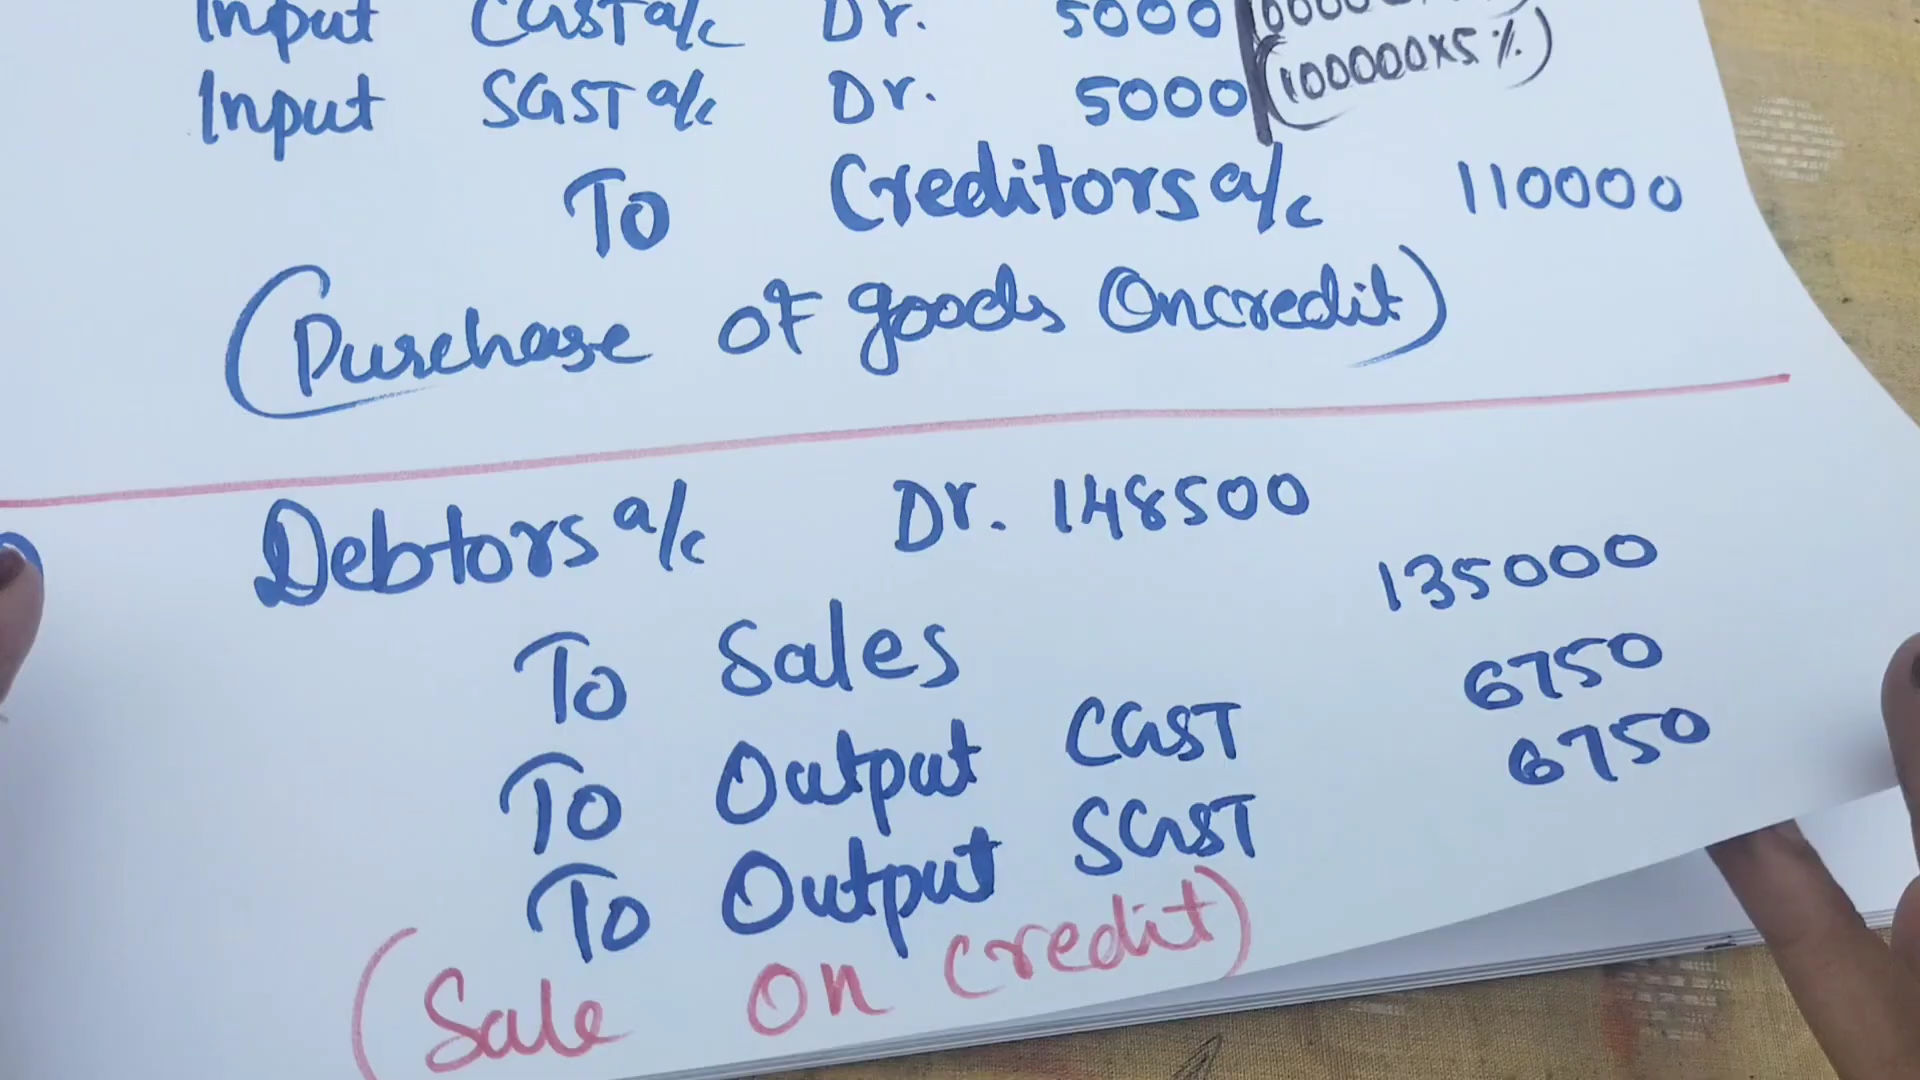 Input CGST a/c Dr. 5000
Input SGST a/c Dr. 5000 (100000x5%)
To Creditors a/c 110000
(Purchase of goods On credit)
Debtors a/c Dr. 148500
To Sales 135000
To Output CGST 6750
To Output SGST 6750
(Sale on credit)